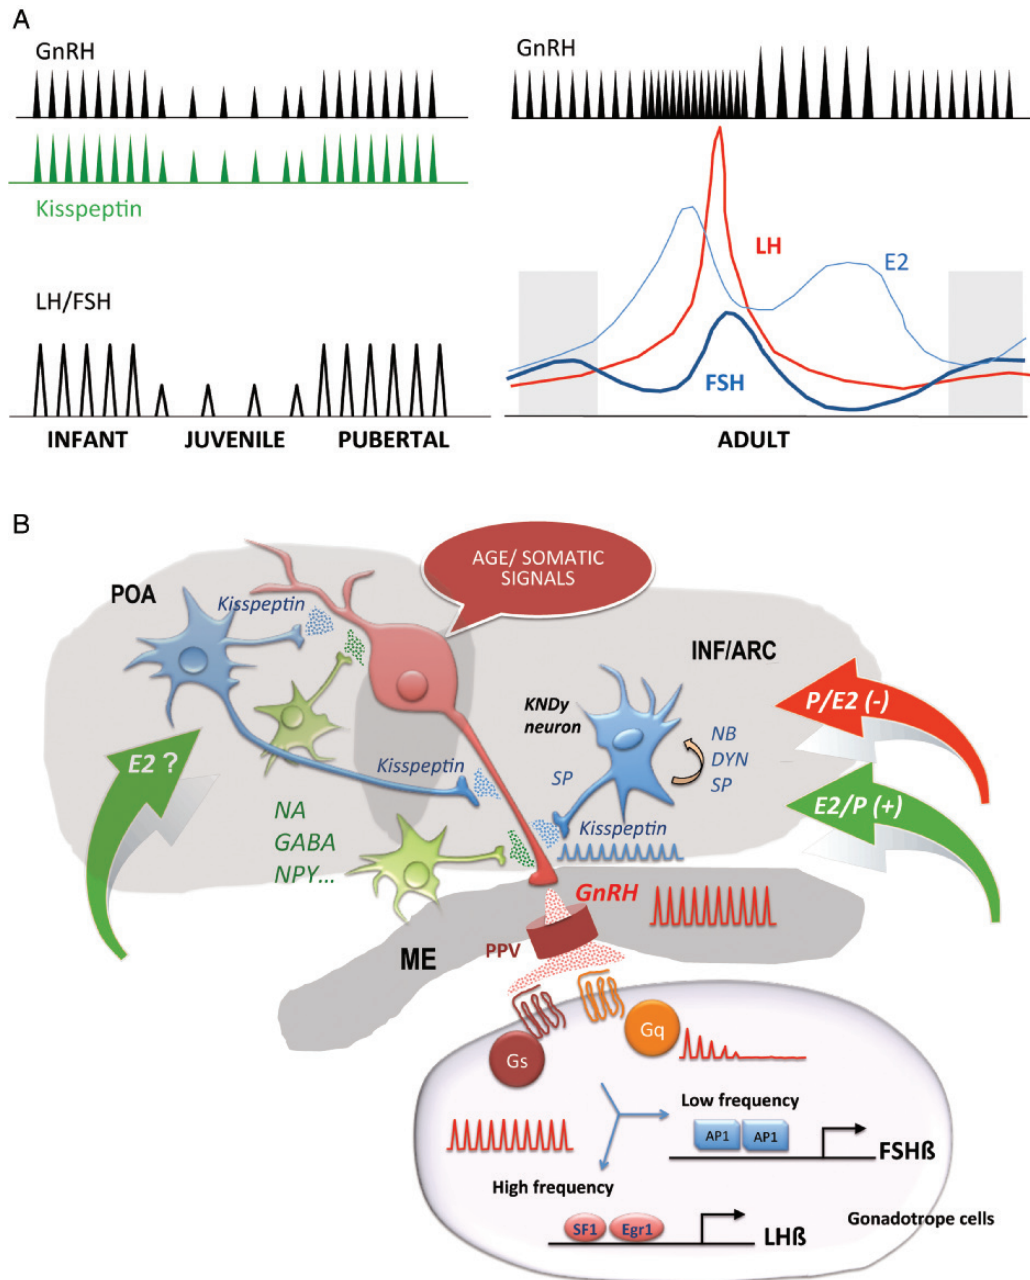 A
GnRH
Kisspeptin
LH/FSH
INFANT JUVENILE PUBERTAL
GnRH
LH
E2
FSH
ADULT
B
AGE/ SOMATIC
SIGNALS
POA
Kisspeptin
INF/ARC
KNDy
neuron
P/E2 (-)
NB
DYN
SP
SP
E2 ?
Kisspeptin
E2/P (+)
Kisspeptin
NA
GABA
NPY...
GnRH
PPV
ME
Gs
Gq
Low frequency
AP1 AP1
FSHß
High frequency
SF1 Egr1
LHß
Gonadotrope cells